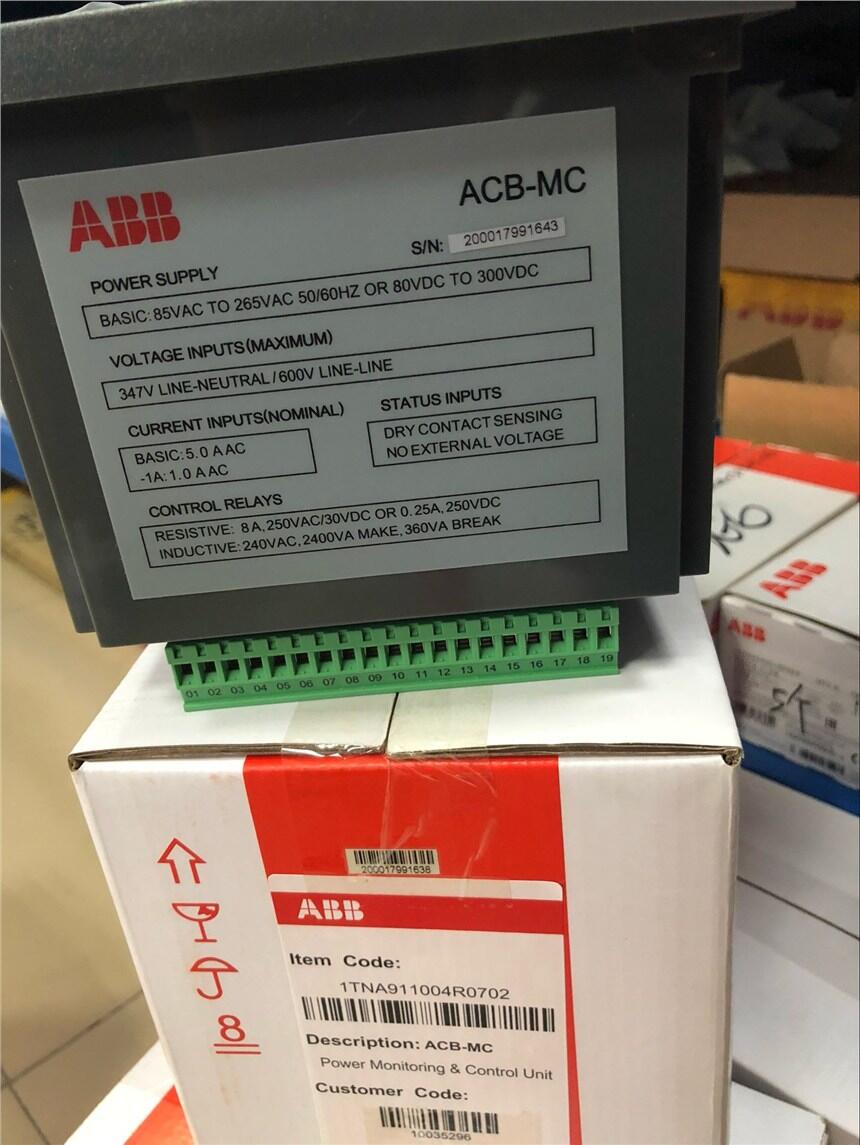 ABB
ACB-MC
S/N: 200017991643
POWER SUPPLY
BASIC: 85VAC TO 265VAC 50/60HZ OR 80VDC TO 300VDC
VOLTAGE INPUTS(MAXIMUM)
347V LINE-NEUTRAL/600V LINE-LINE
CURRENT INPUTS(NOMINAL)
BASIC: 5.0 A AC
-1A: 1.0 A AC
STATUS INPUTS
DRY CONTACT SENSING
NO EXTERNAL VOLTAGE
CONTROL RELAYS
RESISTIVE: 8A, 250VAC/30VDC OR 0.25A, 250VDC
INDUCTIVE: 240VAC, 2400VA MAKE, 360VA BREAK
01 02 03 04 05 06 07 08 09 10 11 12 13 14 15 16 17 18 19
200017991638
ABB
Item Code:
1TNA911004R0702
Description: ACB-MC
Power Monitoring & Control Unit
Customer Code:
10035296
8
ABB
ABB
ABB